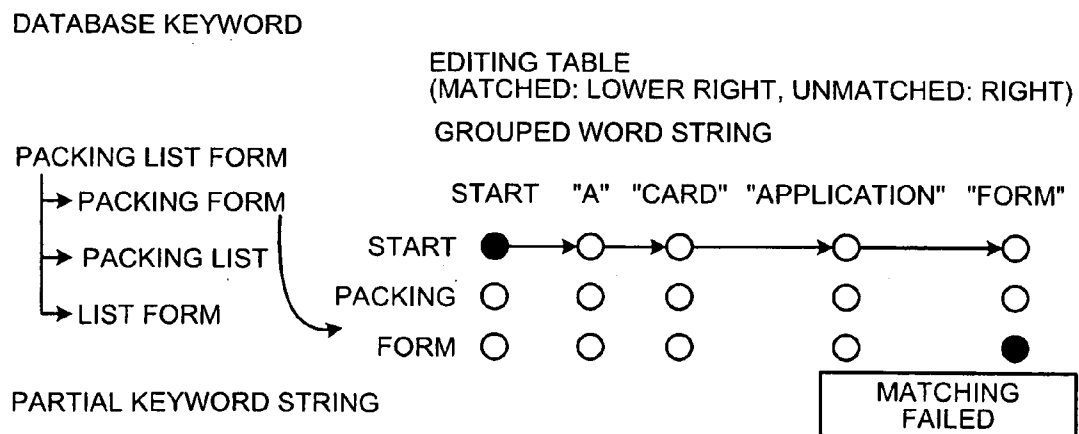 DATABASE KEYWORD
EDITING TABLE
(MATCHED: LOWER RIGHT, UNMATCHED: RIGHT)
GROUPED WORD STRING
PACKING LIST FORM
PACKING FORM
PACKING LIST
LIST FORM
START "A" "CARD" "APPLICATION" "FORM"
START
PACKING
FORM
PARTIAL KEYWORD STRING
MATCHING
FAILED